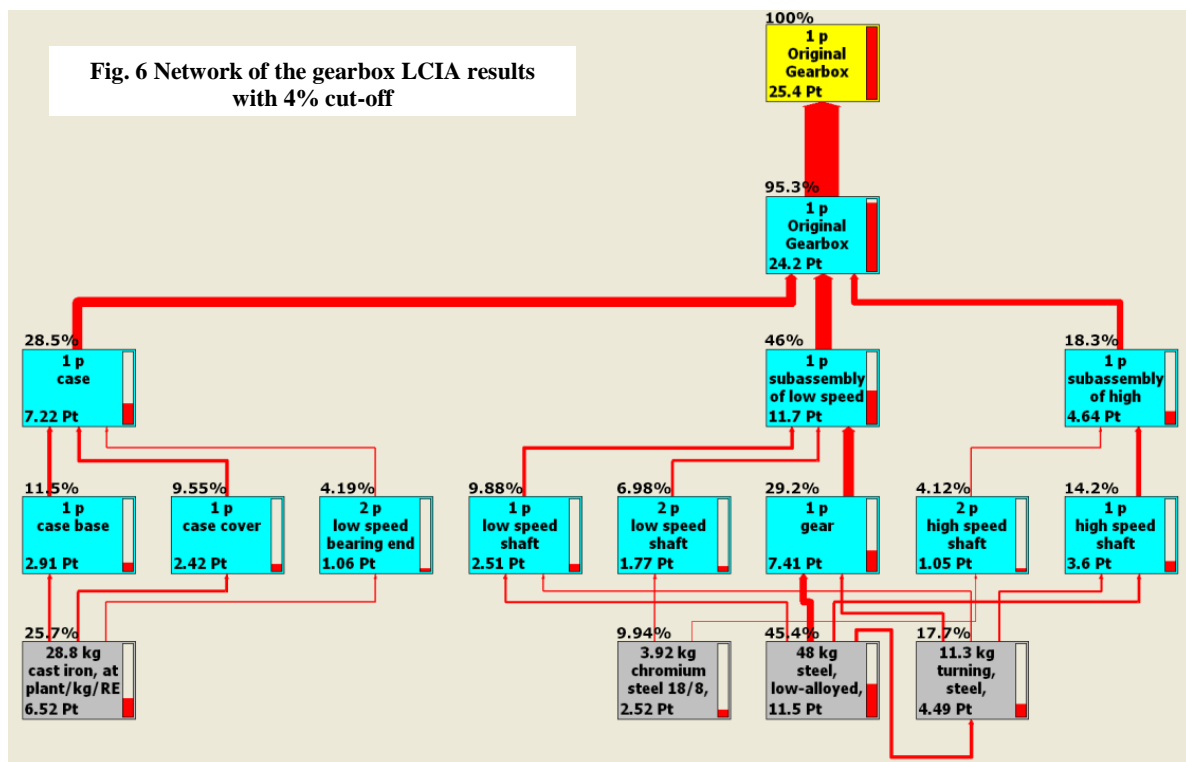 Fig. 6 Network of the gearbox LCIA results
with 4% cut-off
100%
1 p
Original
Gearbox
25.4 Pt
95.3%
1 p
Original
Gearbox
24.2 Pt
28.5%
1 p
case
7.22 Pt
46%
1 p
subassembly
of low speed
11.7 Pt
18.3%
1 p
subassembly
of high
4.64 Pt
11.5%
1 p
case base
2.91 Pt
9.55%
1 p
case cover
2.42 Pt
4.19%
2 p
low speed
bearing end
1.06 Pt
9.88%
1 p
low speed
shaft
2.51 Pt
6.98%
2 p
low speed
shaft
1.77 Pt
29.2%
1 p
gear
7.41 Pt
4.12%
2 p
high speed
shaft
1.05 Pt
14.2%
1 p
high speed
shaft
3.6 Pt
25.7%
28.8 kg
cast iron, at
plant/kg/RE
6.52 Pt
9.94%
3.92 kg
chromium
steel 18/8,
2.52 Pt
45.4%
48 kg
steel,
low-alloyed,
11.5 Pt
17.7%
11.3 kg
turning,
steel,
4.49 Pt